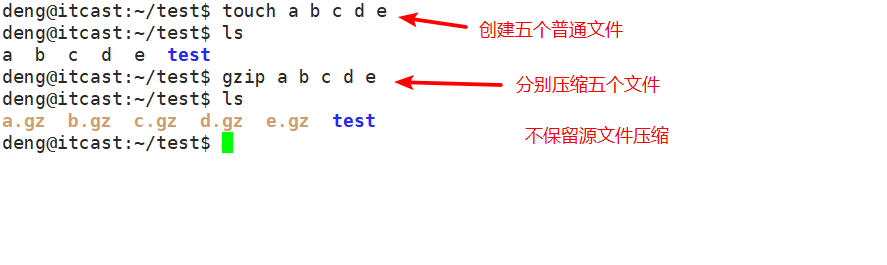 deng@itcast:~/test$ touch a b c d e
创建五个普通文件
deng@itcast:~/test$ ls
a  b  c  d  e  test
deng@itcast:~/test$ gzip a b c d e
分别压缩五个文件
deng@itcast:~/test$ ls
a.gz  b.gz  c.gz  d.gz  e.gz  test
不保留源文件压缩
deng@itcast:~/test$